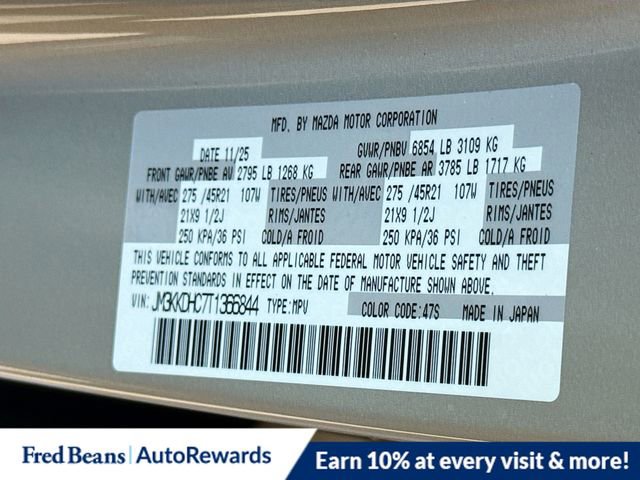 MFD. BY MAZDA MOTOR CORPORATION
DATE 11/25 GVWR/PNBV 6854 LB 3109 KG
FRONT GAWR/PNBE AV 2795 LB 1268 KG REAR GAWR/PNBE AR 3785 LB 1717 KG
WITH/AVEC 275 /45R21 107W TIRES/PNEUS WITH/AVEC 275 /45R21 107W TIRES/PNEUS
21X9 1/2J RIMS/JANTES 21X9 1/2J RIMS/JANTES
250 KPA/36 PSI COLD/A FROID 250 KPA/36 PSI COLD/A FROID
THIS VEHICLE CONFORMS TO ALL APPLICABLE FEDERAL MOTOR VEHICLE SAFETY AND THEFT
PREVENTION STANDARDS IN EFFECT ON THE DATE OF MANUFACTURE SHOWN ABOVE.
VIN: JM3KKDHC7T1366844 TYPE:MPV COLOR CODE:47S MADE IN JAPAN
Fred Beans | AutoRewards Earn 10% at every visit & more!